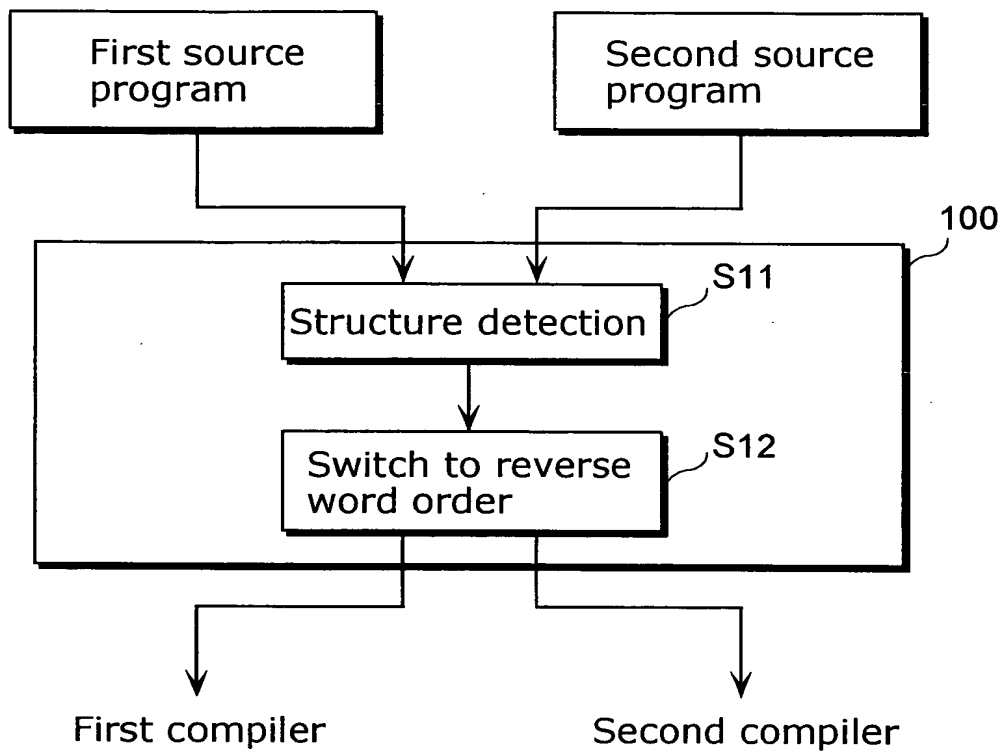 First source
program
Second source
program
100
S11
Structure detection
S12
Switch to reverse
word order
First compiler
Second compiler